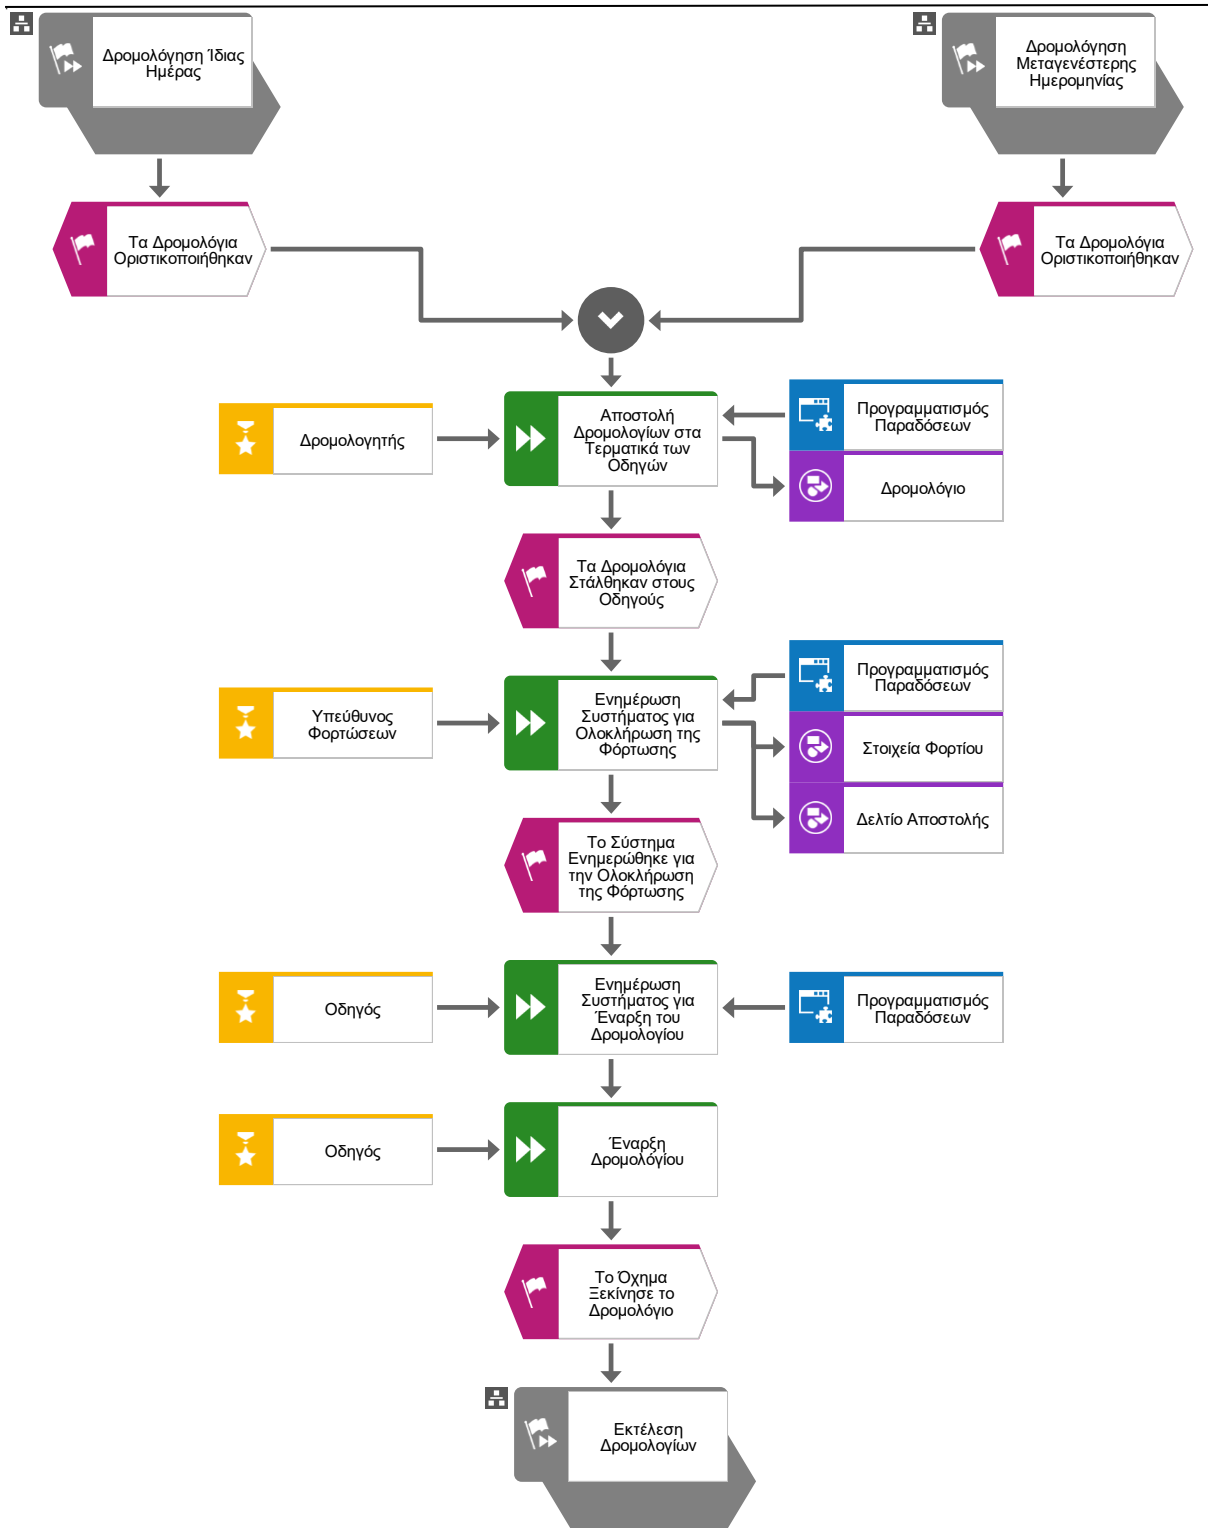 Δρομολόγηση Ίδιας
Ημέρας
Δρομολόγηση
Μεταγενέστερης
Ημερομηνίας
Τα Δρομολόγια
Οριστικοποιήθηκαν
Τα Δρομολόγια
Οριστικοποιήθηκαν
Δρομολογητής
Αποστολή
Δρομολογίων στα
Τερματικά των
Οδηγών
Προγραμματισμός
Παραδόσεων
Δρομολόγιο
Τα Δρομολόγια
Στάλθηκαν στους
Οδηγούς
Υπεύθυνος
Φορτώσεων
Ενημέρωση
Συστήματος για
Ολοκλήρωση της
Φόρτωσης
Προγραμματισμός
Παραδόσεων
Στοιχεία Φορτίου
Δελτίο Αποστολής
Το Σύστημα
Ενημερώθηκε για
την Ολοκλήρωση
της Φόρτωσης
Οδηγός
Ενημέρωση
Συστήματος για
Έναρξη του
Δρομολογίου
Προγραμματισμός
Παραδόσεων
Οδηγός
Έναρξη
Δρομολογίου
Το Όχημα
Ξεκίνησε το
Δρομολόγιο
Εκτέλεση
Δρομολογίων